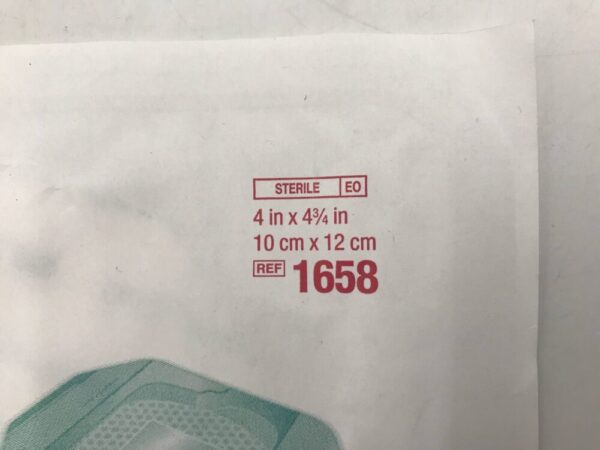 STERILE EO
4 in x 4¾ in
10 cm x 12 cm
REF 1658